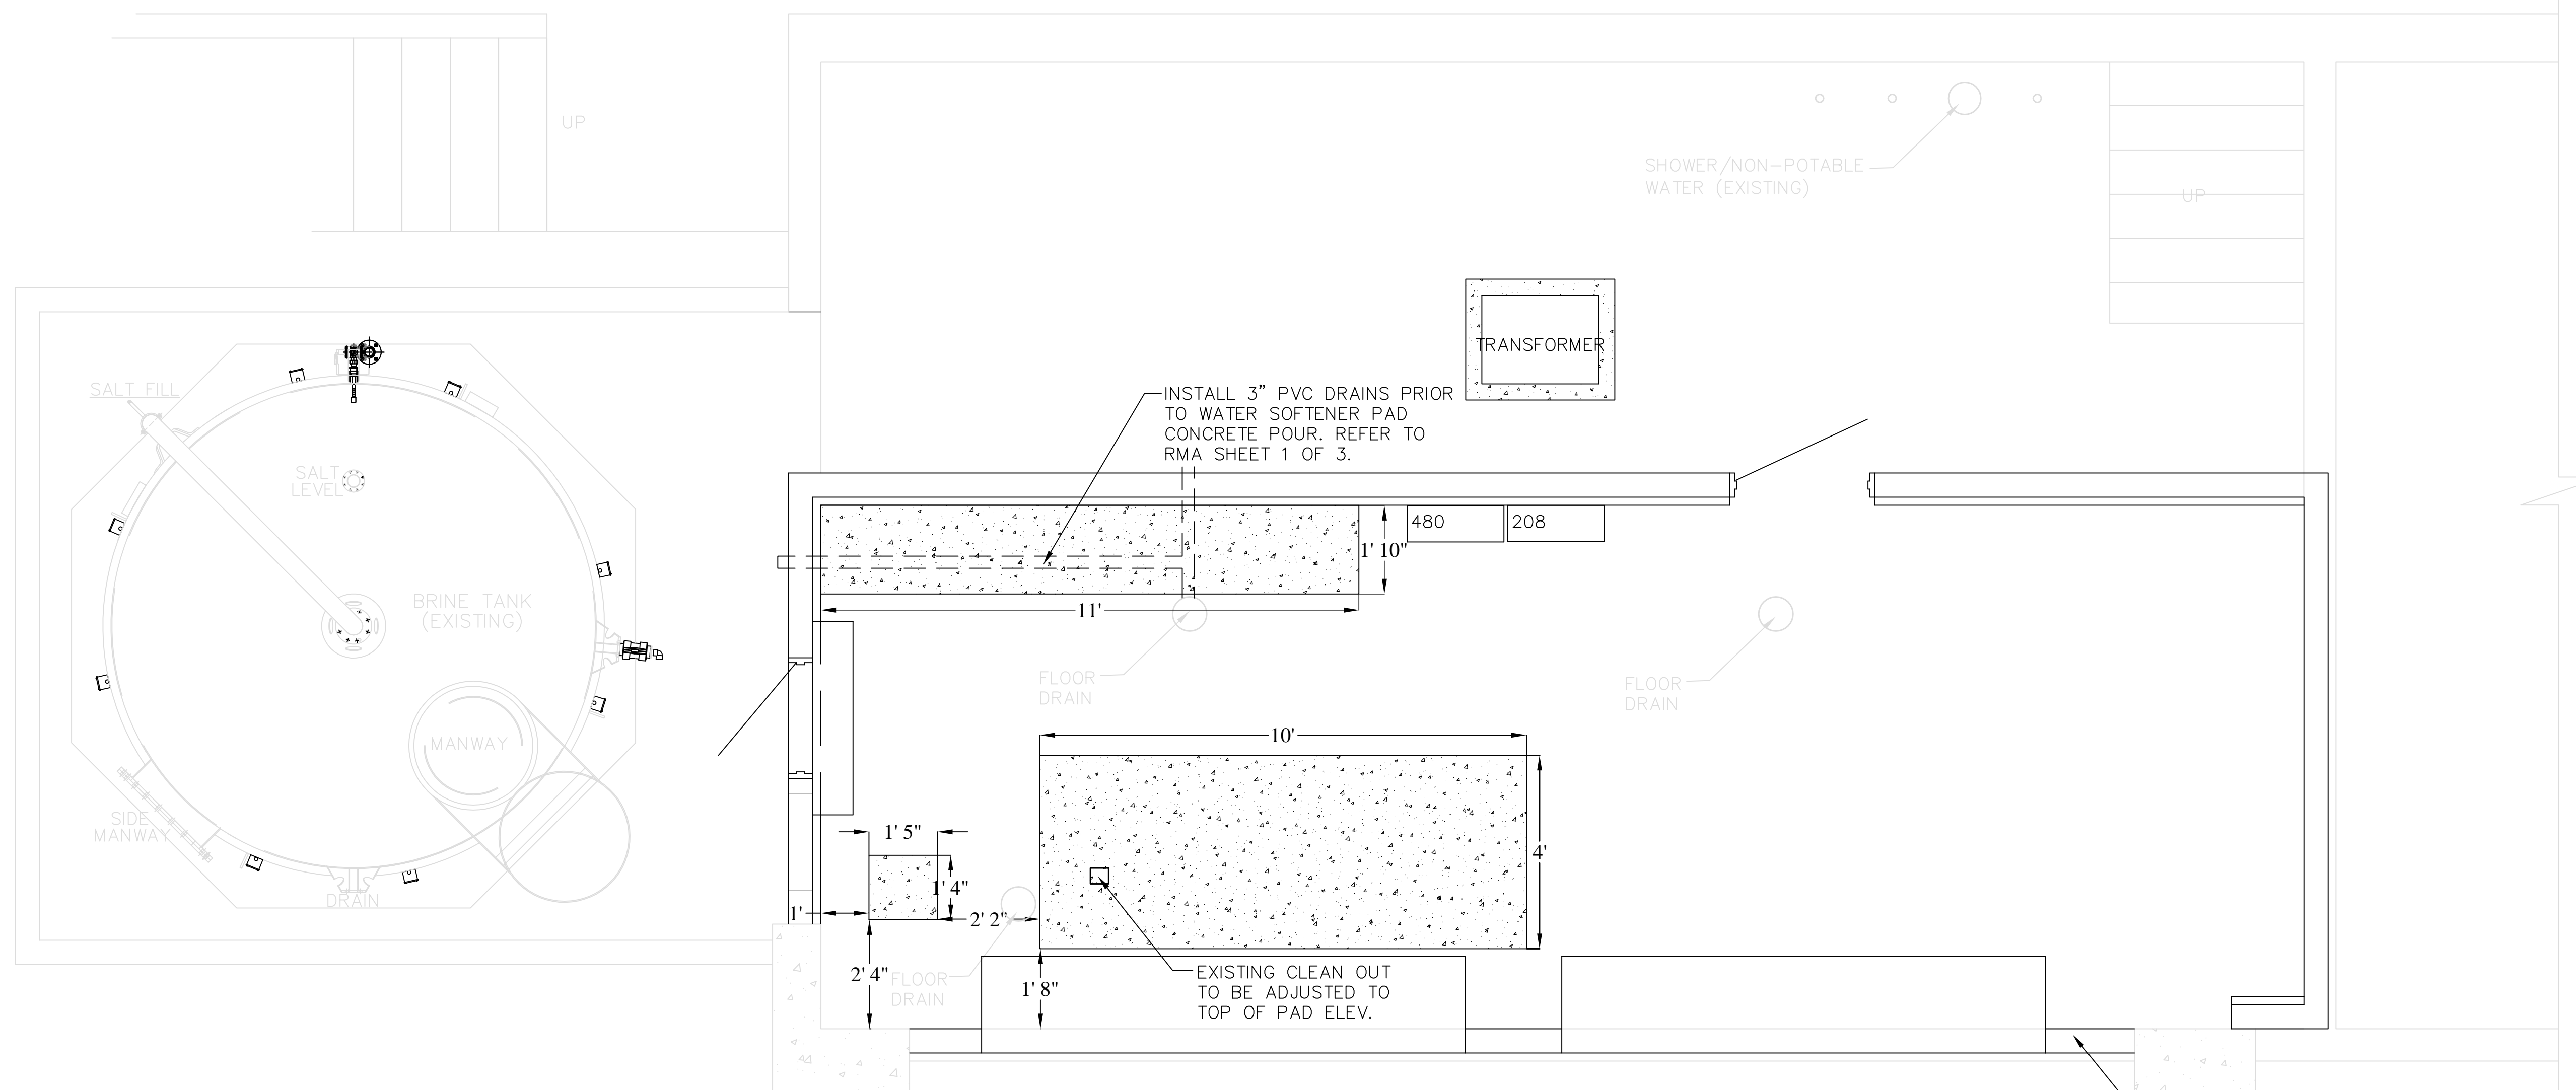 UP
SHOWER/NON-POTABLE
WATER (EXISTING)
UP
TRANSFORMER
SALT FILL
INSTALL 3" PVC DRAINS PRIOR
TO WATER SOFTENER PAD
CONCRETE POUR. REFER TO
RMA SHEET 1 OF 3.
SALT
LEVEL
480
208
1' 10"
BRINE TANK
(EXISTING)
11'
FLOOR
DRAIN
FLOOR
DRAIN
MANWAY
10'
SIDE
MANWAY
1' 5"
4'
1' 4"
DRAIN
1'
2' 2"
2' 4"
FLOOR
DRAIN
1' 8"
EXISTING CLEAN OUT
TO BE ADJUSTED TO
TOP OF PAD ELEV.